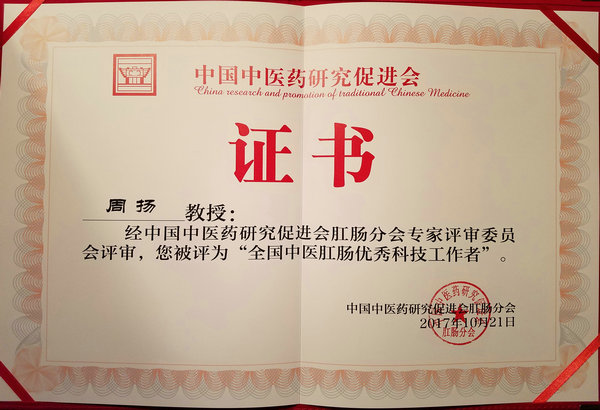 中国中医药研究促进会
China research and promotion of traditional Chinese Medicine
证书
周扬 教授：
经中国中医药研究促进会肛肠分会专家评审委员
会评审，您被评为“全国中医肛肠优秀科技工作者”。
中国中医药研究促进会肛肠分会
2017年10月21日
肛肠分会